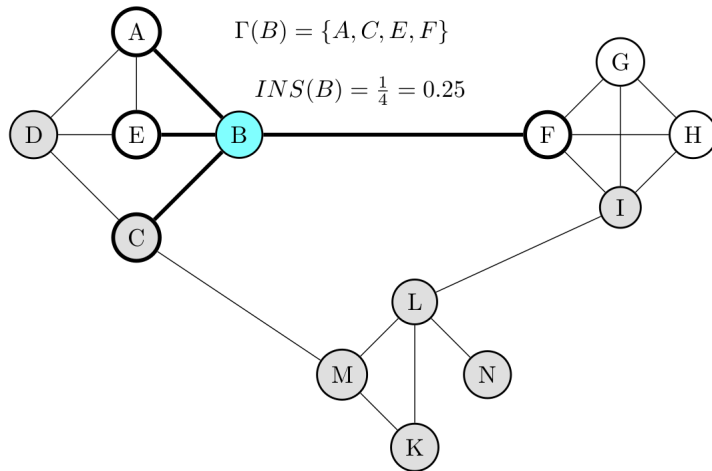 A
Γ(B) = {A, C, E, F}
G
INS(B) = 1/4 = 0.25
D
E
B
F
H
C
I
L
M
N
K